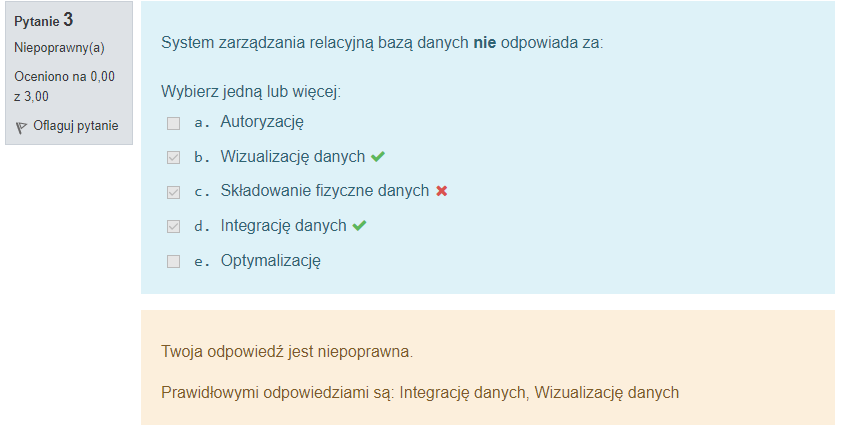 Pytanie 3
Niepoprawny(a)
Oceniono na 0,00
z 3,00
Oflaguj pytanie
System zarządzania relacyjną bazą danych nie odpowiada za:
Wybierz jedną lub więcej:
a. Autoryzację
b. Wizualizację danych
c. Składowanie fizyczne danych
d. Integrację danych
e. Optymalizację
Twoja odpowiedź jest niepoprawna.
Prawidłowymi odpowiedziami są: Integrację danych, Wizualizację danych